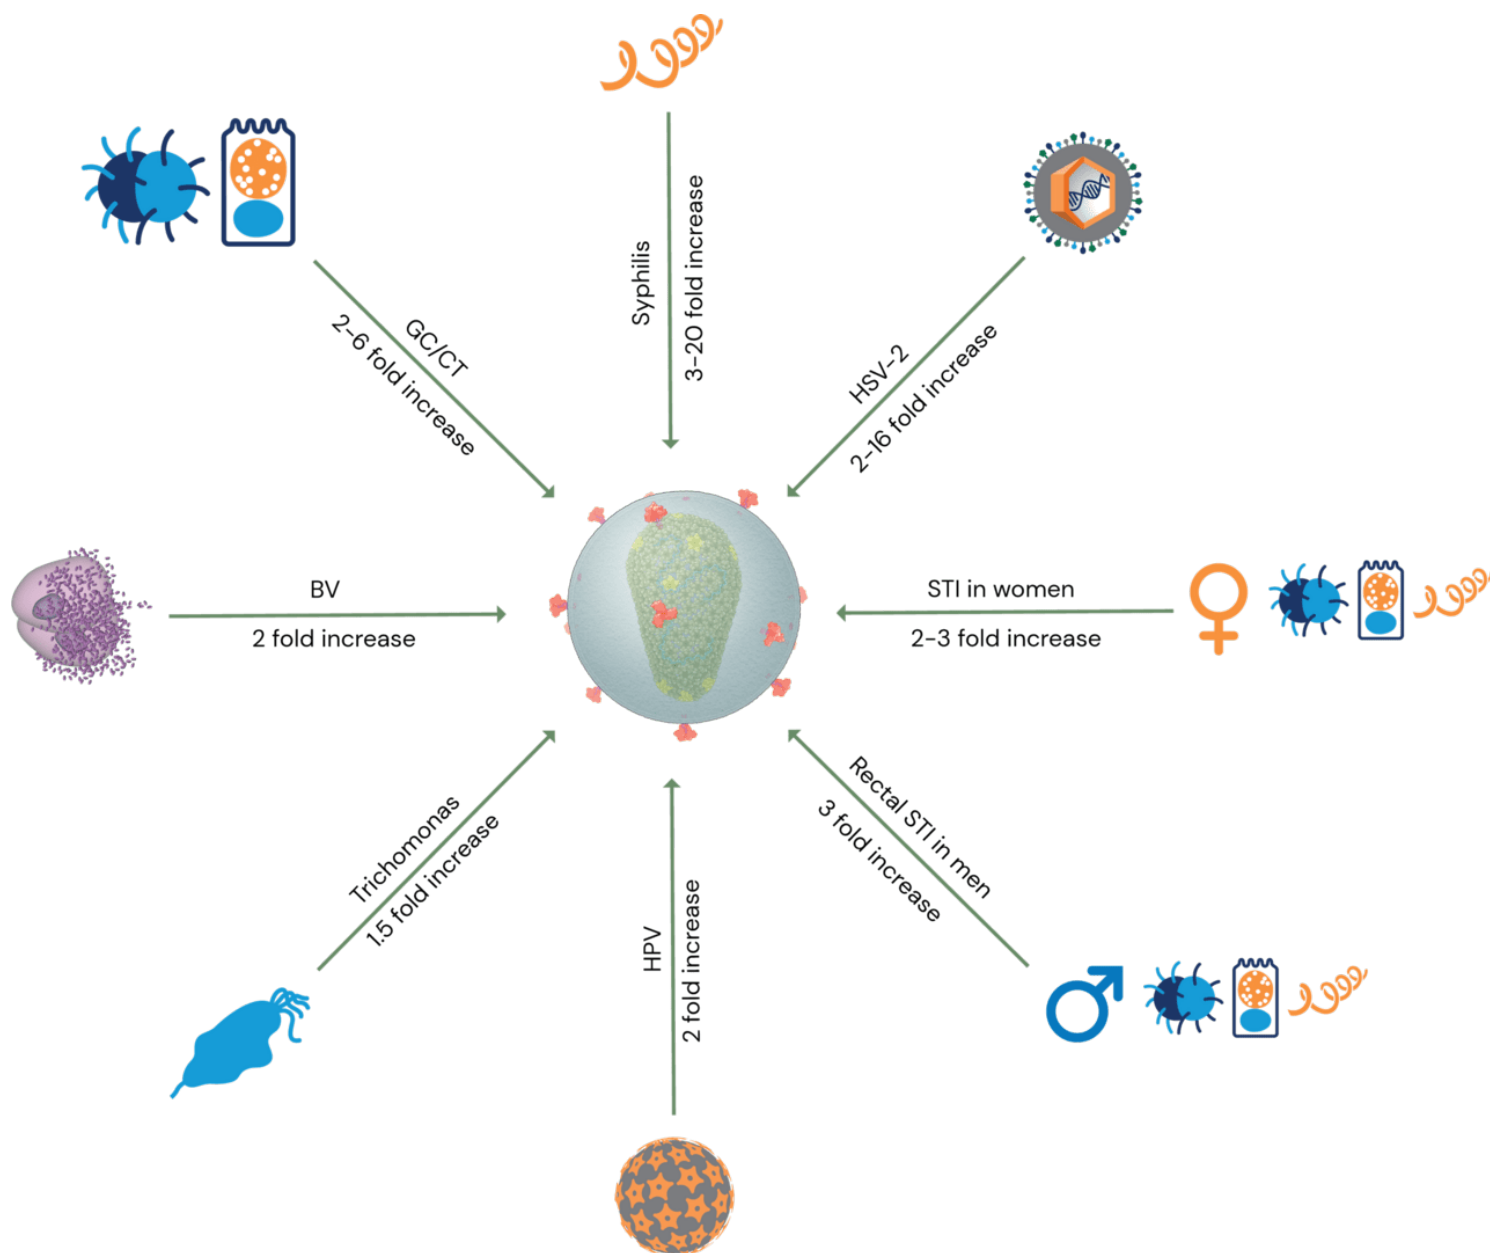 Syphilis
3-20 fold increase
HSV-2
2-16 fold increase
STI in women
2-3 fold increase
Rectal STI in men
3 fold increase
HPV
2 fold increase
Trichomonas
1.5 fold increase
BV
2 fold increase
GC/CT
2-6 fold increase